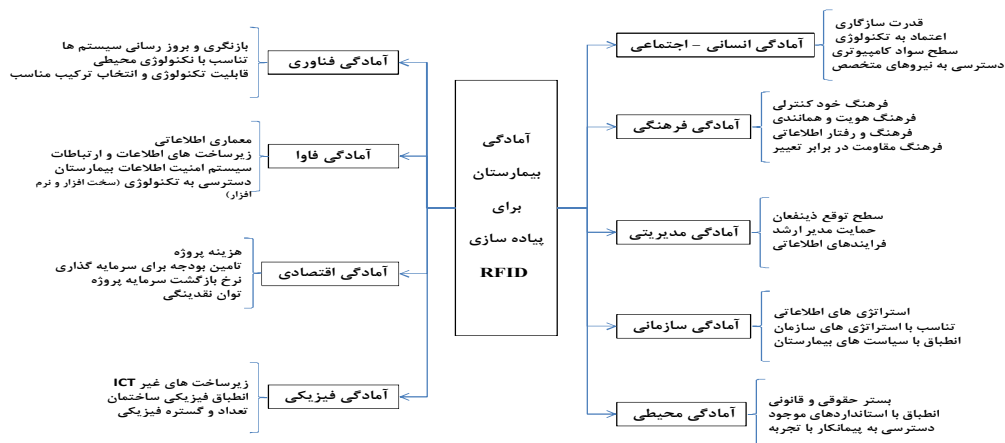 آمادگی
بیمارستان
برای
پیاده سازی
RFID
آمادگی انسانی – اجتماعی
قدرت سازگاری
اعتماد به تکنولوژی
سطح سواد کامپیوتری
دسترسی به نیروهای متخصص
آمادگی فرهنگی
فرهنگ خود کنترلی
فرهنگ هویت و همانندی
فرهنگ و رفتار اطلاعاتی
فرهنگ مقاومت در برابر تعییر
آمادگی مدیریتی
سطح توقع ذینفعان
حمایت مدیر ارشد
فرایندهای اطلاعاتی
آمادگی سازمانی
استراتژی های اطلاعاتی
تناسب با استراتژی های سازمان
انطباق با سیاست های بیمارستان
آمادگی محیطی
بستر حقوقی و قانونی
انطباق با استانداردهای موجود
دسترسی به پیمانکار با تجربه
آمادگی فناوری
بازنگری و بروز رسانی سیستم ها
تناسب با تکنولوژی محیطی
قابلیت تکنولوژی و انتخاب ترکیب مناسب
آمادگی فاوا
معماری اطلاعاتی
زیرساخت های اطلاعات و ارتباطات
سیستم امنیت اطلاعات بیمارستان
دسترسی به تکنولوژی (سخت افزار و نرم
افزار)
آمادگی اقتصادی
هزینه پروژه
تامین بودجه برای سرمایه گذاری
نرخ بازگشت سرمایه پروژه
توان نقدینگی
آمادگی فیزیکی
زیرساخت های غیر ICT
انطباق فیزیکی ساختمان
تعداد و گستره فیزیکی